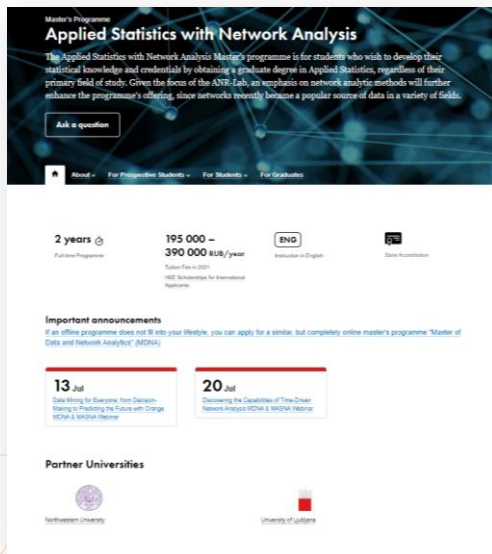 Master's Programme
Applied Statistics with Network Analysis
The Applied Statistics with Network Analysis Master's programme is for students who wish to develop their
statistical knowledge and credentials by obtaining a graduate degree in Applied Statistics, regardless of their
primary field of study. Given the focus of the ANR-Lab, an emphasis on network analytic methods will further
enhance the programme's offering, since networks recently became a popular source of data in a variety of fields.
Ask a question
About For Prospective Students For Students For Graduates
2 years
Full-time Programme
195 000 –
390 000 RUB/year
Tuition Fee in 2021
HSE Scholarships for International
Applicants
ENG
Instruction in English
State Accreditation
Important announcements
If an offline programme does not fit into your lifestyle, you can apply for a similar, but completely online master's programme "Master of
Data and Network Analytics" (MDNA)
13 Jul
Data Mining for Everyone: from Decision-
Making to Predicting the Future with Orange
MDNA & MASNA Webinar
20 Jul
Discovering the Capabilities of Time-Driven
Network Analysis MDNA & MASNA Webinar
Partner Universities
Northwestern University
University of Ljubljana